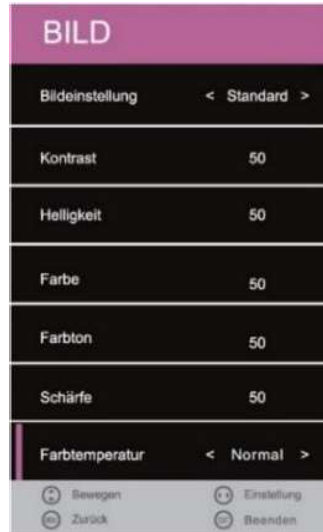 BILD
Bildeinstellung < Standard >
Kontrast 50
Helligkeit 50
Farbe 50
Farbton 50
Schärfe 50
Farbtemperatur < Normal >
Bewegen Einstellung
Zurück Beenden